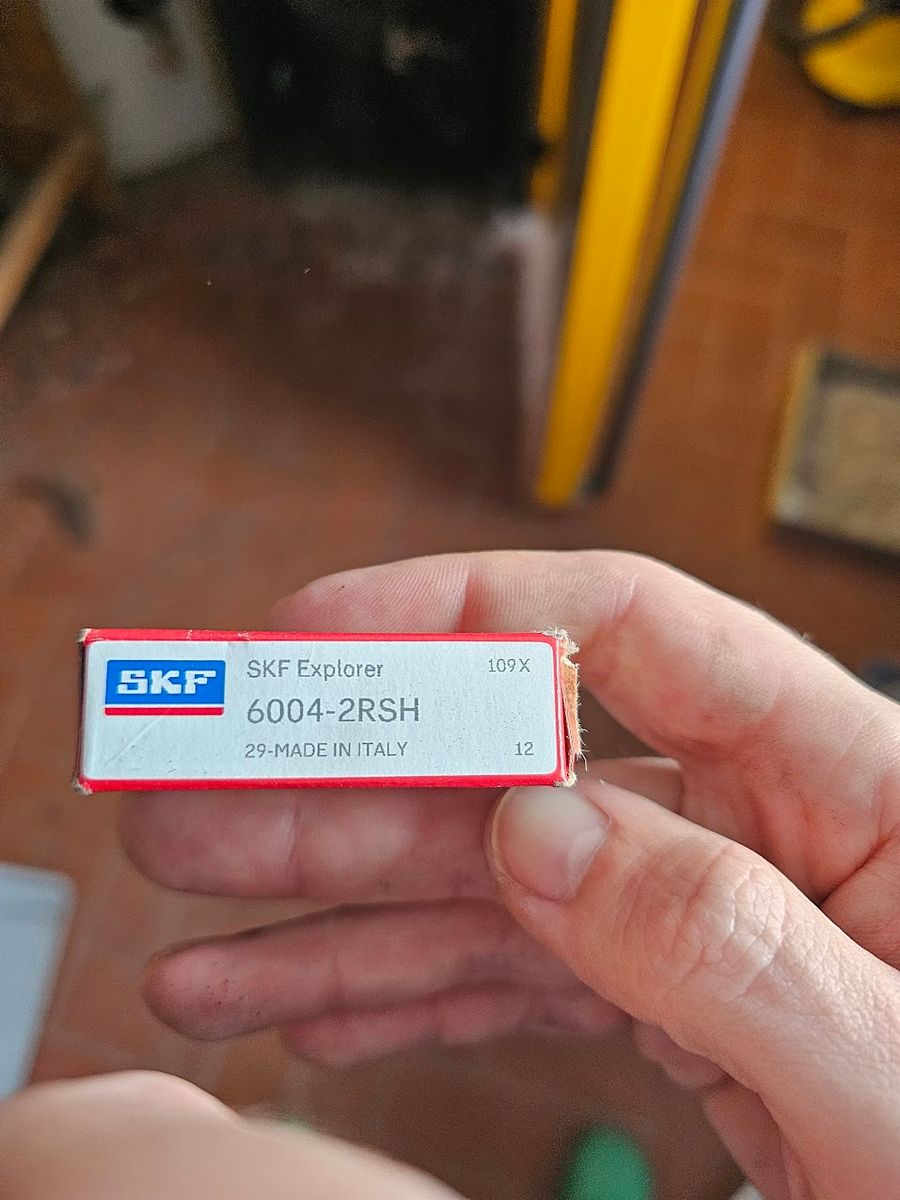 SKF
SKF Explorer 109X
6004-2RSH
29-MADE IN ITALY 12